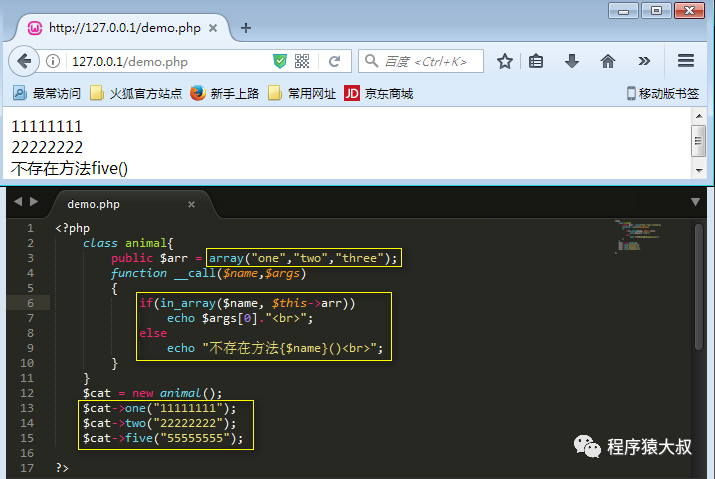 http://127.0.0.1/demo.php
127.0.0.1/demo.php
百度 <Ctrl+K>
最常访问 火狐官方站点 新手上路 常用网址 JD 京东商城 移动版书签
11111111
22222222
不存在方法five()
demo.php
1 <?php
2 class animal{
3 public $arr = array("one","two","three");
4 function __call($name,$args)
5 {
6 if(in_array($name, $this->arr))
7 echo $args[0]."<br>";
8 else
9 echo "不存在方法{$name}()<br>";
10 }
11 }
12 $cat = new animal();
13 $cat->one("11111111");
14 $cat->two("22222222");
15 $cat->five("55555555");
16
17 ?>
程序猿大叔